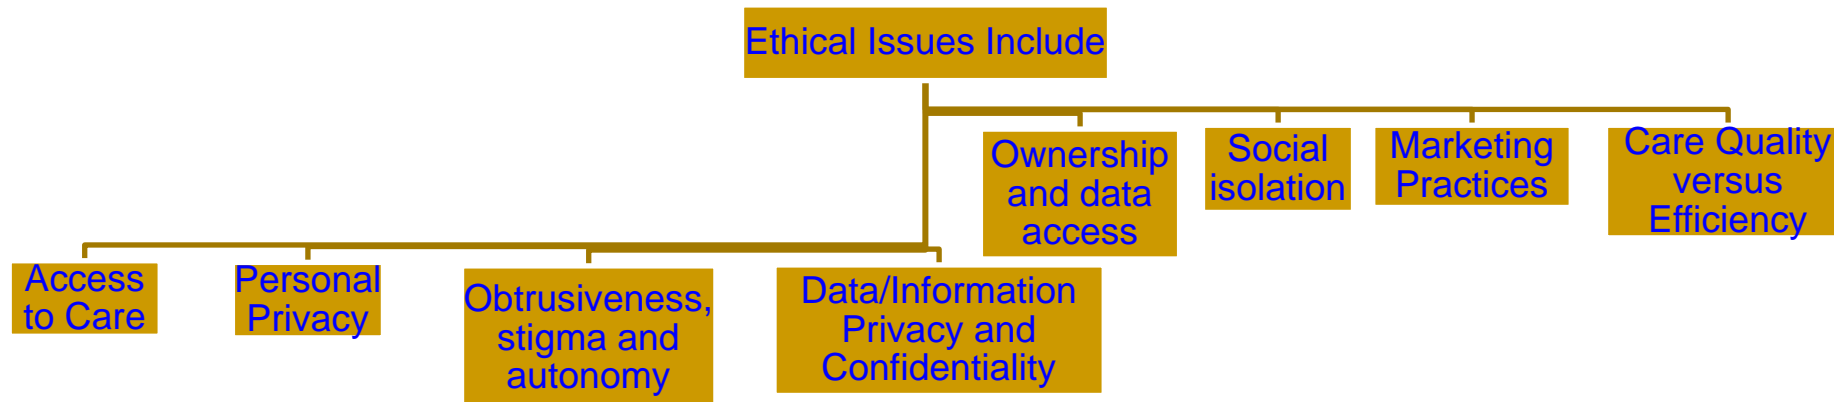 Ethical Issues Include
Ownership
and data
access
Social
isolation
Marketing
Practices
Care Quality
versus
Efficiency
Access
to Care
Personal
Privacy
Obtrusiveness,
stigma and
autonomy
Data/Information
Privacy and
Confidentiality